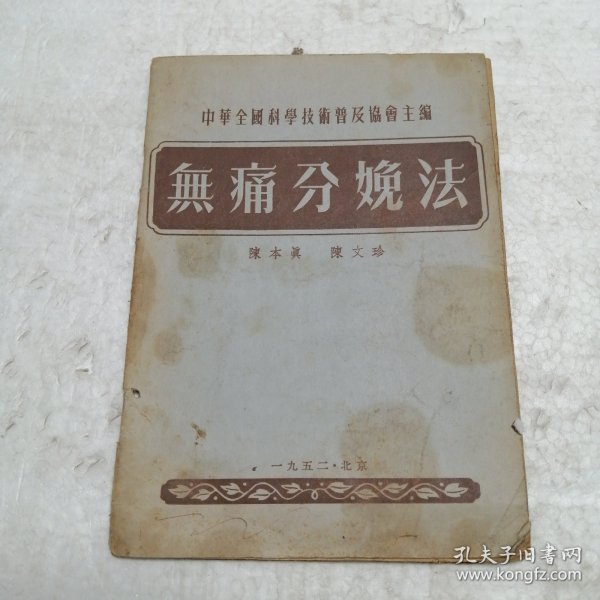 中華全國科學技術普及協會主編
無痛分娩法
陳本眞 陳文珍
一九五二·北京
孔夫子旧书网
www.kongfz.com